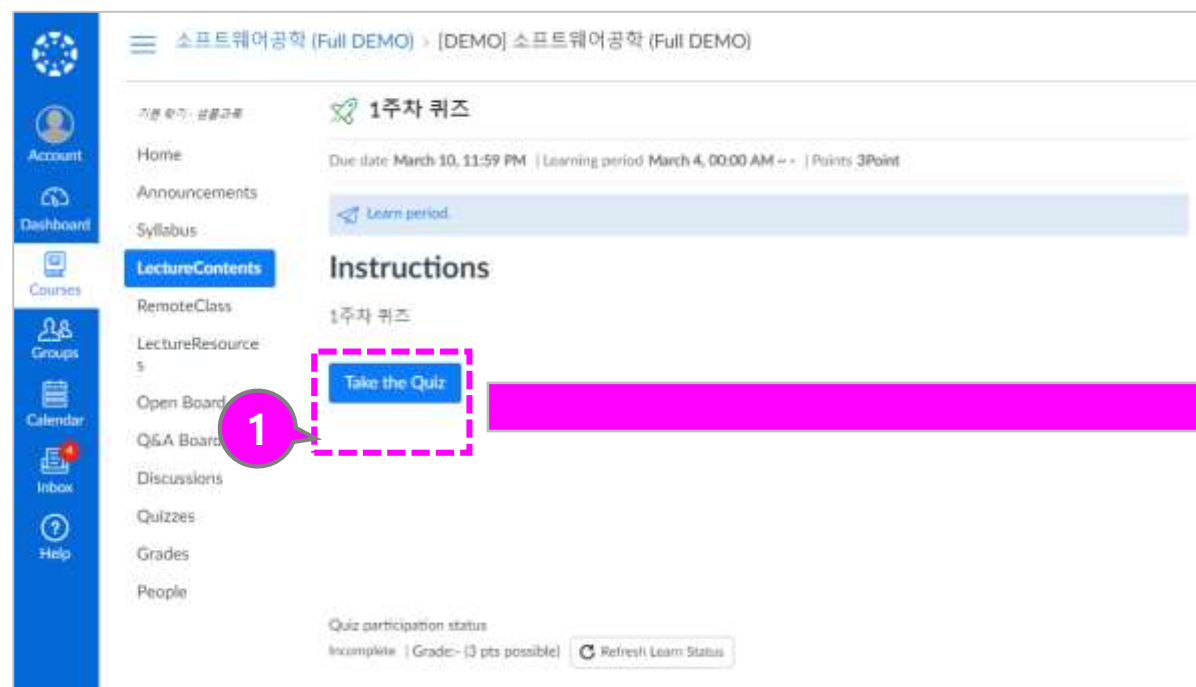 소프트웨어공학 (Full DEMO) › [DEMO] 소프트웨어공학 (Full DEMO)
Account
Dashboard
Courses
Groups
Calendar
4
Inbox
Help
Home
Announcements
Syllabus
LectureContents
RemoteClass
LectureResource
s
Open Board
Q&A Board
Discussions
Quizzes
Grades
People
1주차 퀴즈
Due date March 10, 11:59 PM | Learning period March 4, 00:00 AM ~ - | Points 3Point
Learn period.
Instructions
1주차 퀴즈
Take the Quiz
1
Quiz participation status
Incomplete | Grade:- (3 pts possible) Refresh Learn Status